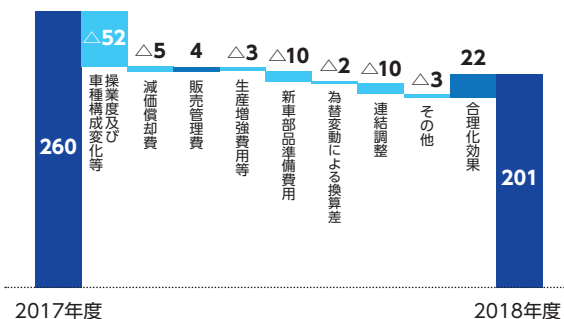 260
△52
操業度及び
車種構成変化等
△5
減価償却費
4
販売管理費
△3
生産増強費用等
△10
新車部品準備費用
△2
為替変動による換算差
△10
連結調整
△3
その他
22
合理化効果
201
2017年度
2018年度